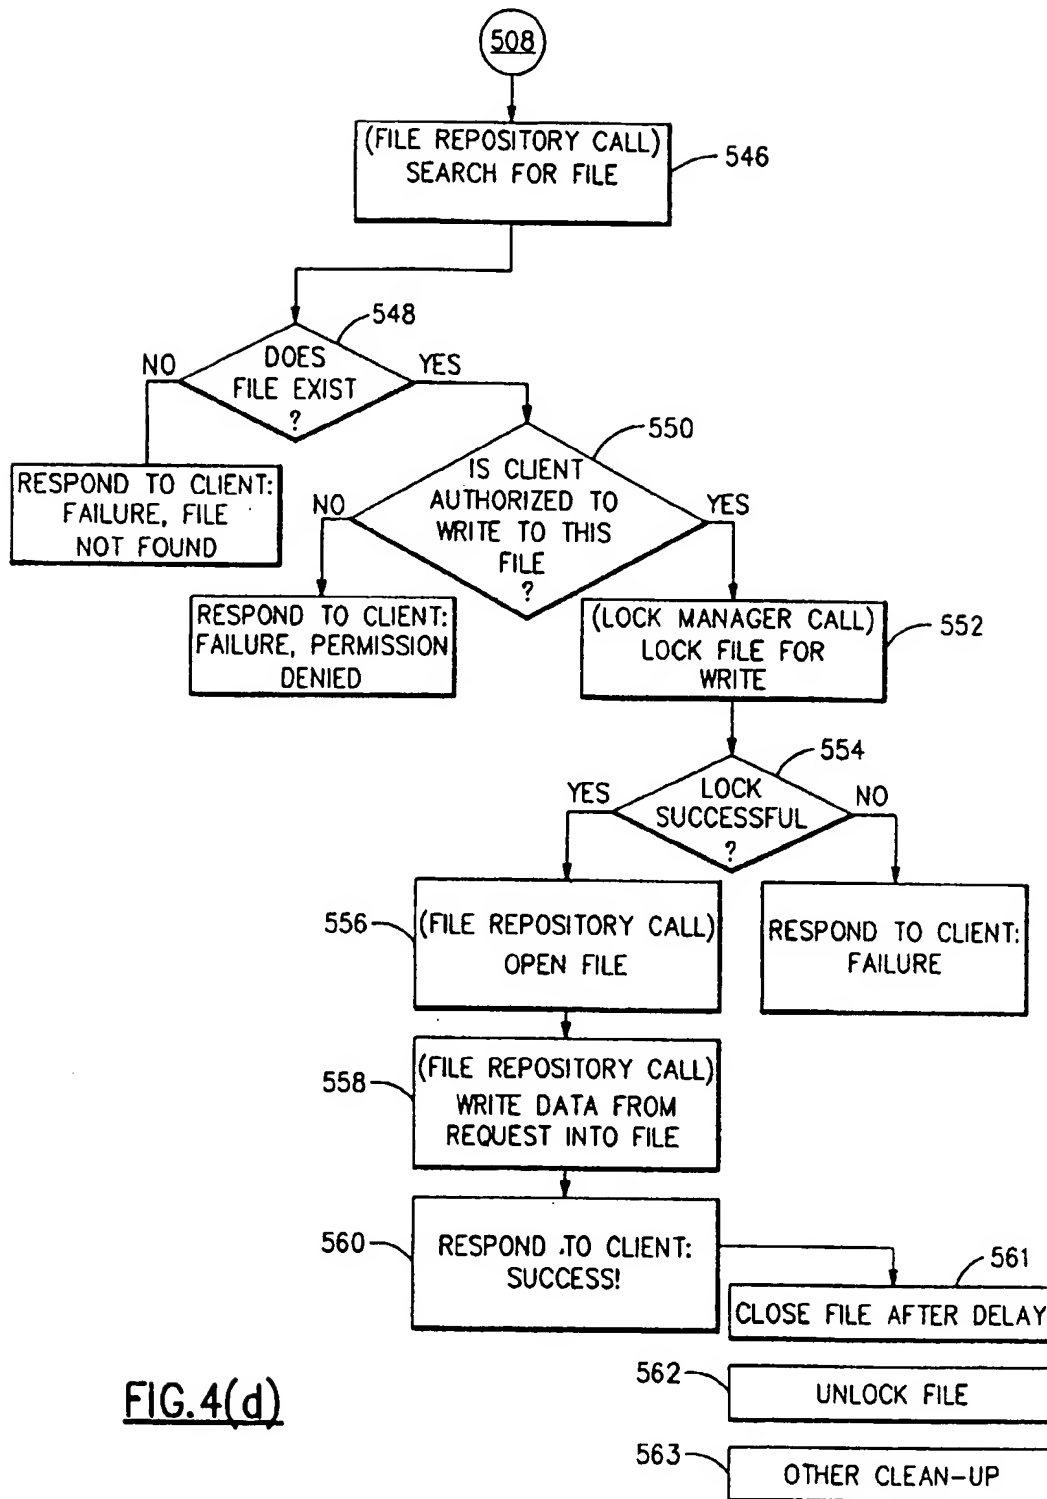 508
(FILE REPOSITORY CALL)
SEARCH FOR FILE
546
548
NO
DOES
FILE EXIST
?
YES
RESPOND TO CLIENT:
FAILURE, FILE
NOT FOUND
550
NO
IS CLIENT
AUTHORIZED TO
WRITE TO THIS
FILE
?
YES
RESPOND TO CLIENT:
FAILURE, PERMISSION
DENIED
(LOCK MANAGER CALL)
LOCK FILE FOR
WRITE
552
554
YES
LOCK
SUCCESSFUL
?
NO
556
(FILE REPOSITORY CALL)
OPEN FILE
RESPOND TO CLIENT:
FAILURE
558
(FILE REPOSITORY CALL)
WRITE DATA FROM
REQUEST INTO FILE
560
RESPOND TO CLIENT:
SUCCESS!
561
CLOSE FILE AFTER DELAY
562
UNLOCK FILE
563
OTHER CLEAN-UP
FIG.4(d)